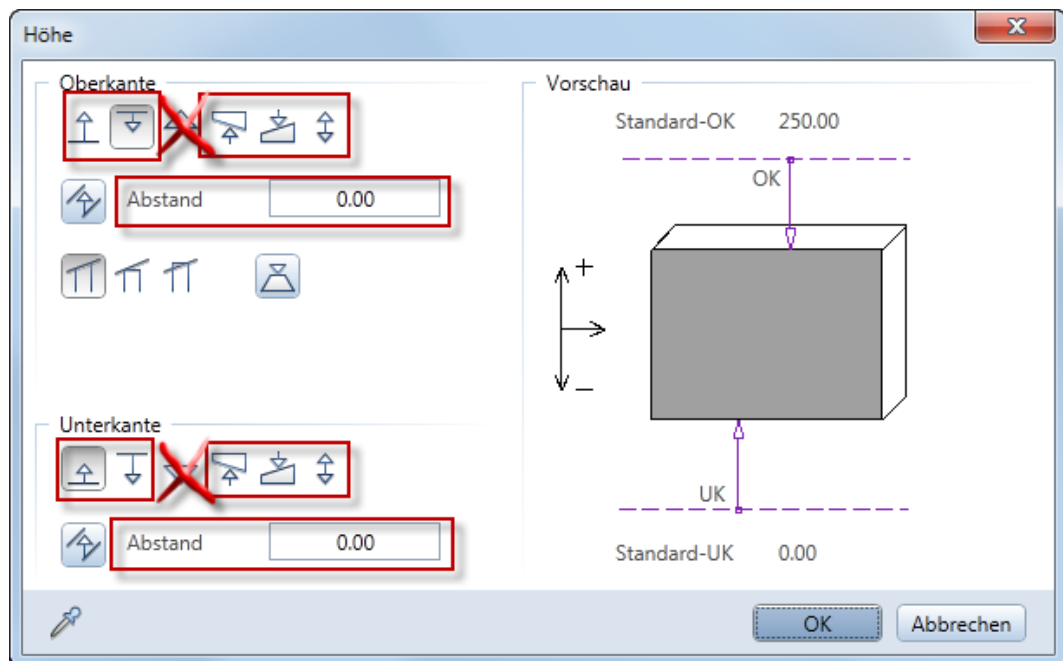 Höhe
Oberkante
Abstand 0.00
Unterkante
Abstand 0.00
Vorschau
Standard-OK 250.00
OK
+
−
UK
Standard-UK 0.00
OK Abbrechen